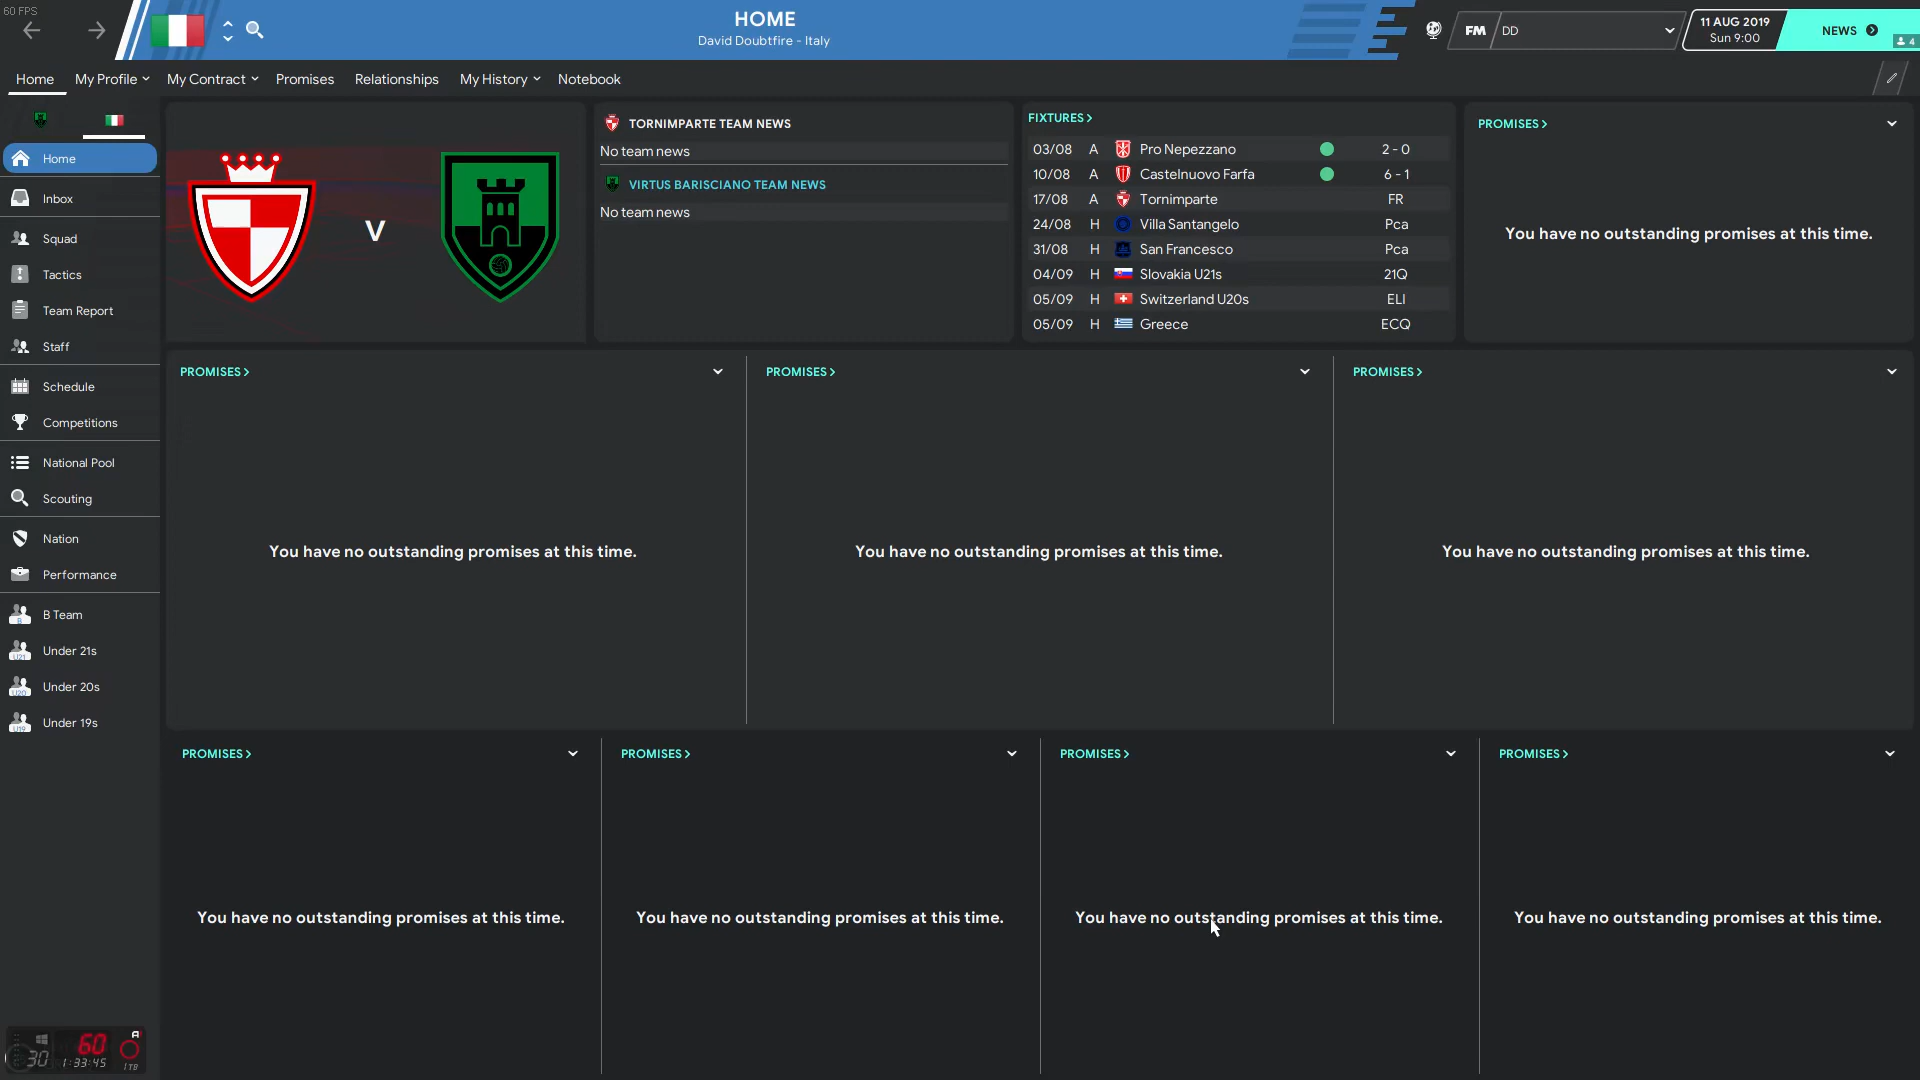 60 FPS
HOME
David Doubtfire - Italy
FM DD
11 AUG 2019
Sun 9:00
NEWS
4
Home My Profile My Contract Promises Relationships My History Notebook
Home
Inbox
Squad
Tactics
Team Report
Staff
Schedule
Competitions
National Pool
Scouting
Nation
Performance
B Team
Under 21s
Under 20s
Under 19s
V
TORNIMPARTE TEAM NEWS
No team news
VIRTUS BARISCIANO TEAM NEWS
No team news
FIXTURES >
03/08 A Pro Nepezzano 2 - 0
10/08 A Castelnuovo Farfa 6 - 1
17/08 A Tornimparte FR
24/08 H Villa Santangelo Pca
31/08 H San Francesco Pca
04/09 H Slovakia U21s 21Q
05/09 H Switzerland U20s ELI
05/09 H Greece ECQ
PROMISES >
You have no outstanding promises at this time.
PROMISES >
You have no outstanding promises at this time.
PROMISES >
You have no outstanding promises at this time.
PROMISES >
You have no outstanding promises at this time.
PROMISES >
You have no outstanding promises at this time.
PROMISES >
You have no outstanding promises at this time.
PROMISES >
You have no outstanding promises at this time.
PROMISES >
You have no outstanding promises at this time.
60
30 1:33:45
A
1TB